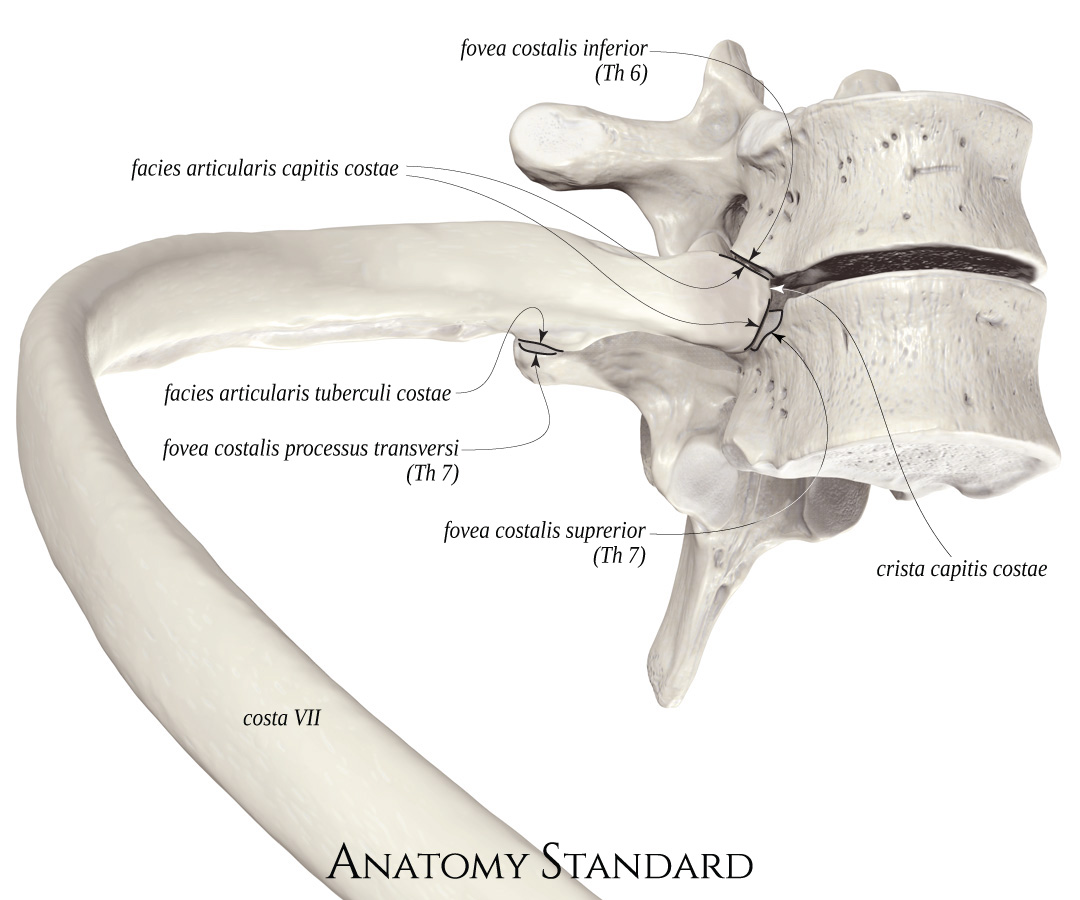 fovea costalis inferior
(Th 6)
facies articularis capitis costae
facies articularis tuberculi costae
fovea costalis processus transversi
(Th 7)
fovea costalis suprerior
(Th 7)
crista capitis costae
costa VII
Anatomy Standard